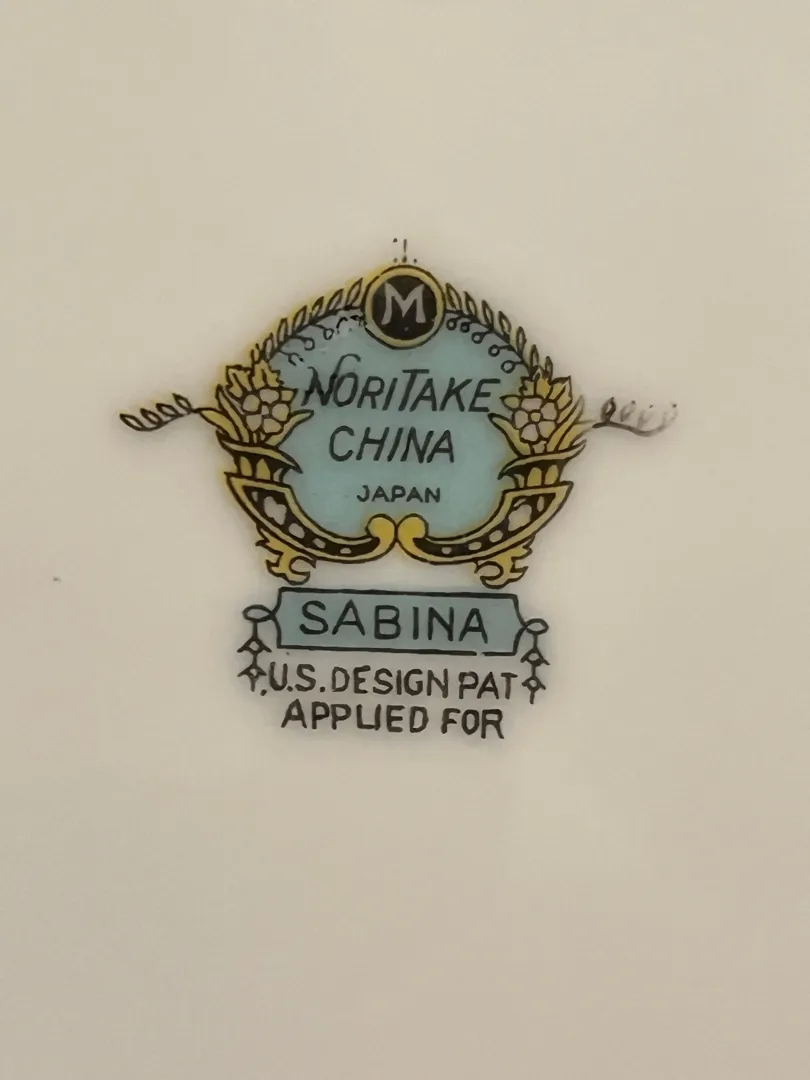 M
NORITAKE
CHINA
JAPAN
SABINA
U.S. DESIGN PAT
APPLIED FOR